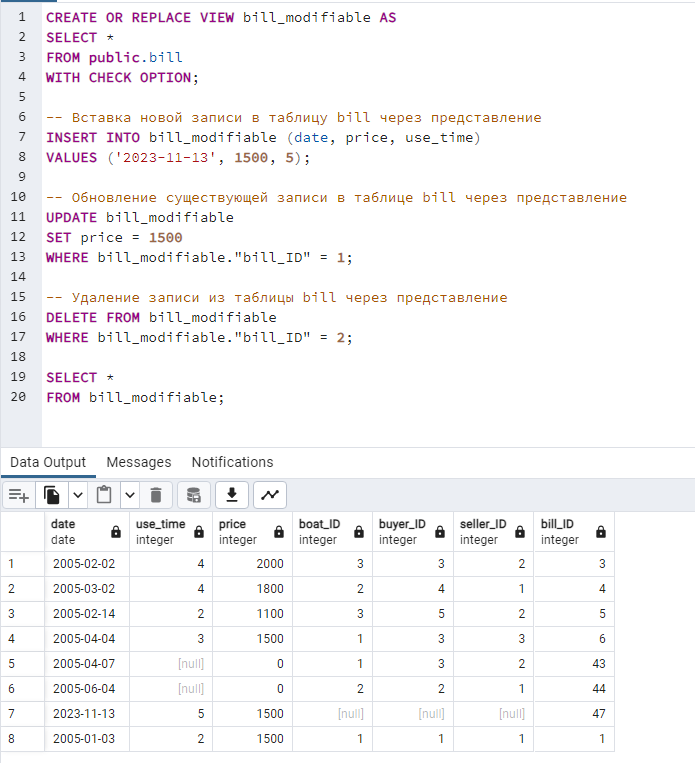 1 CREATE OR REPLACE VIEW bill_modifiable AS
2 SELECT *
3 FROM public.bill
4 WITH CHECK OPTION;
5
6 -- Вставка новой записи в таблицу bill через представление
7 INSERT INTO bill_modifiable (date, price, use_time)
8 VALUES ('2023-11-13', 1500, 5);
9
10 -- Обновление существующей записи в таблице bill через представление
11 UPDATE bill_modifiable
12 SET price = 1500
13 WHERE bill_modifiable."bill_ID" = 1;
14
15 -- Удаление записи из таблицы bill через представление
16 DELETE FROM bill_modifiable
17 WHERE bill_modifiable."bill_ID" = 2;
18
19 SELECT *
20 FROM bill_modifiable;
Data Output Messages Notifications
date use_time price boat_ID buyer_ID seller_ID bill_ID
date integer integer integer integer integer integer
1 2005-02-02 4 2000 3 3 2 3
2 2005-03-02 4 1800 2 4 1 4
3 2005-02-14 2 1100 3 5 2 5
4 2005-04-04 3 1500 1 3 3 6
5 2005-04-07 [null] 0 1 3 2 43
6 2005-06-04 [null] 0 2 2 1 44
7 2023-11-13 5 1500 [null] [null] [null] 47
8 2005-01-03 2 1500 1 1 1 1